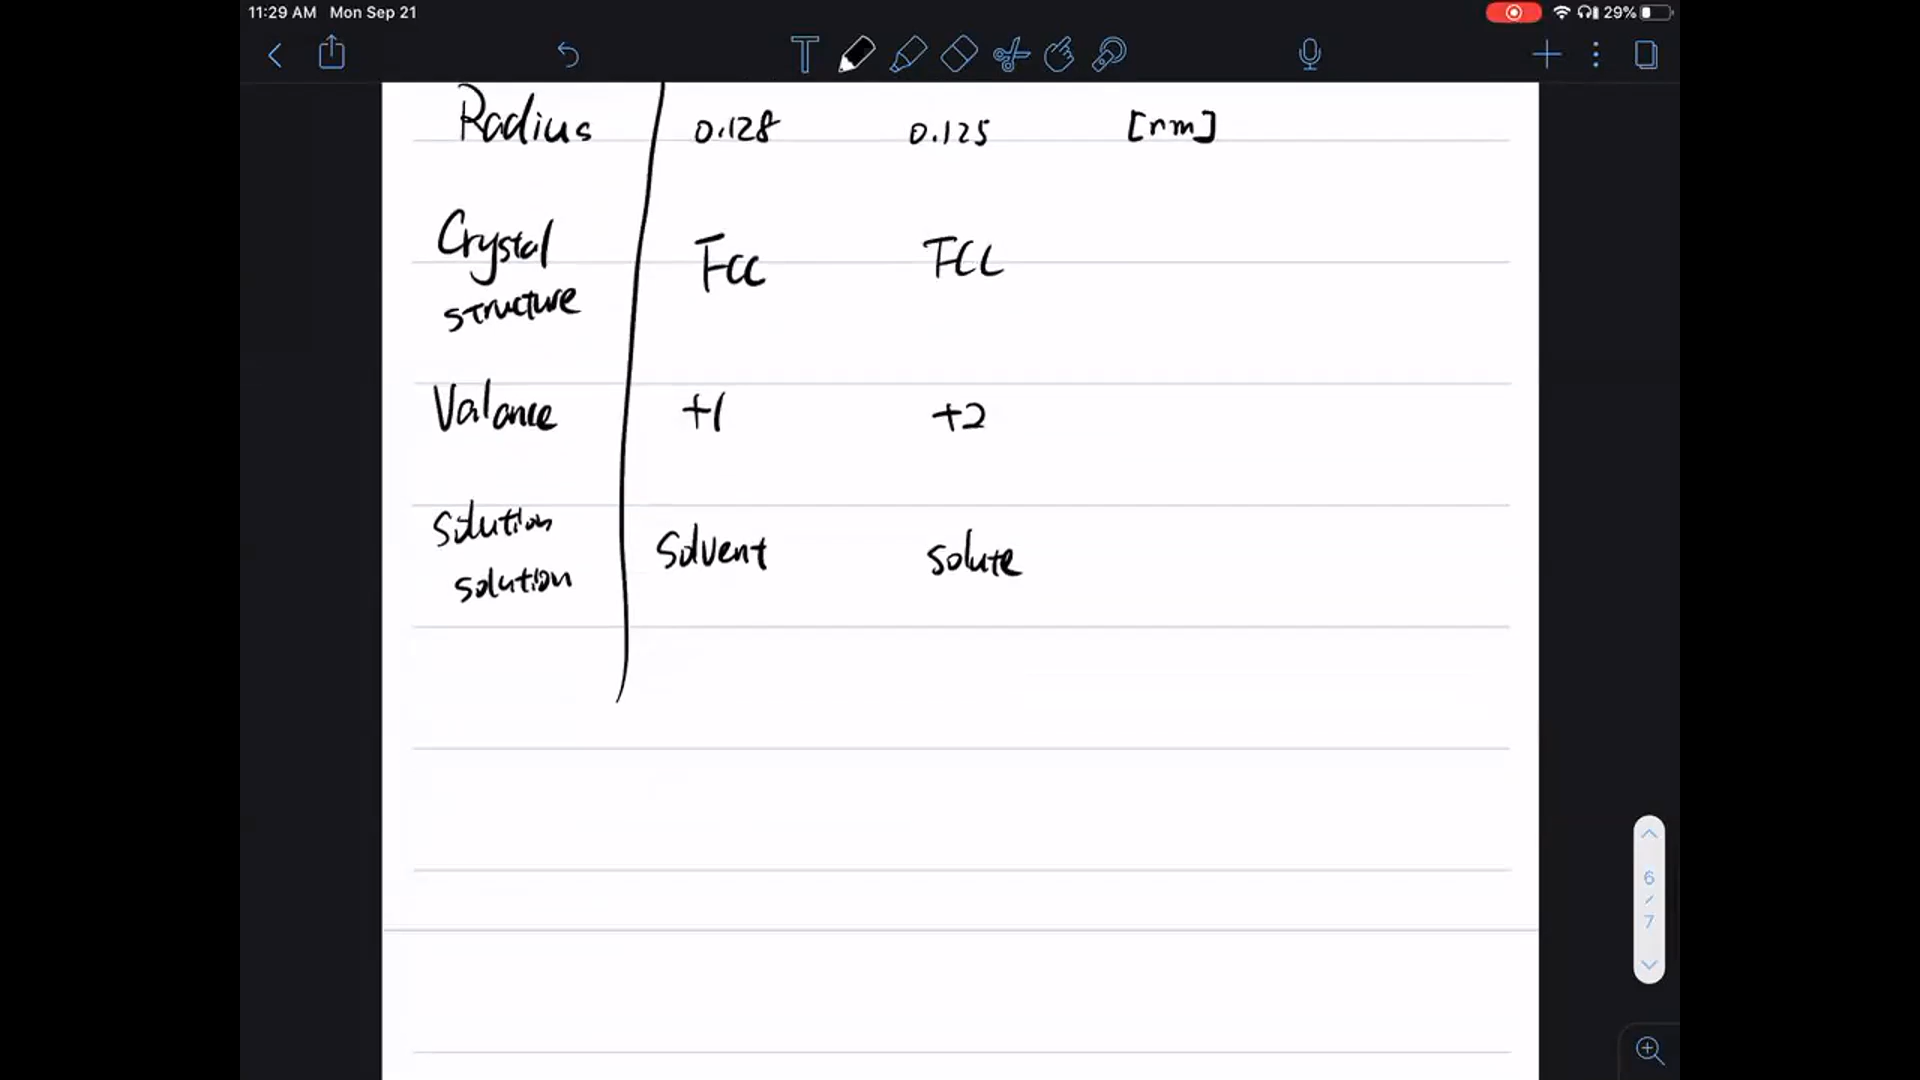 11:29 AM Mon Sep 21
29%
T
Radius 0.128 0.125 [nm]
Crystal
structure
FCC FCC
Valance +1 +2
Solution
solution
Solvent Solute
6
/
7